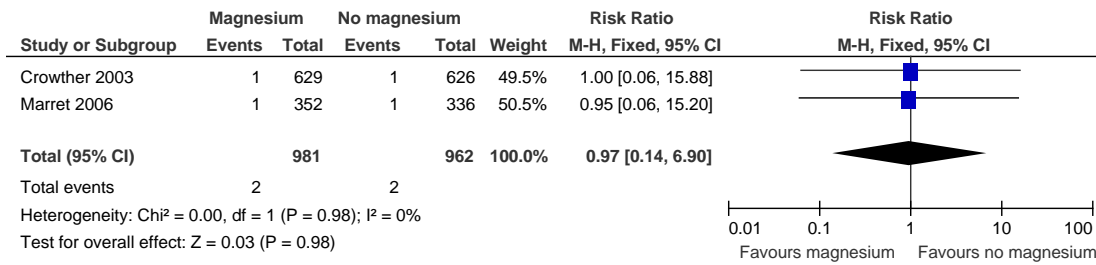 Magnesium No magnesium Risk Ratio Risk Ratio
Study or Subgroup Events Total Events Total Weight M-H, Fixed, 95% CI M-H, Fixed, 95% CI
Crowther 2003 1 629 1 626 49.5% 1.00 [0.06, 15.88]
Marret 2006 1 352 1 336 50.5% 0.95 [0.06, 15.20]
Total (95% CI) 981 962 100.0% 0.97 [0.14, 6.90]
Total events 2 2
Heterogeneity: Chi² = 0.00, df = 1 (P = 0.98); I² = 0%
Test for overall effect: Z = 0.03 (P = 0.98)
0.01 0.1 1 10 100
Favours magnesium Favours no magnesium